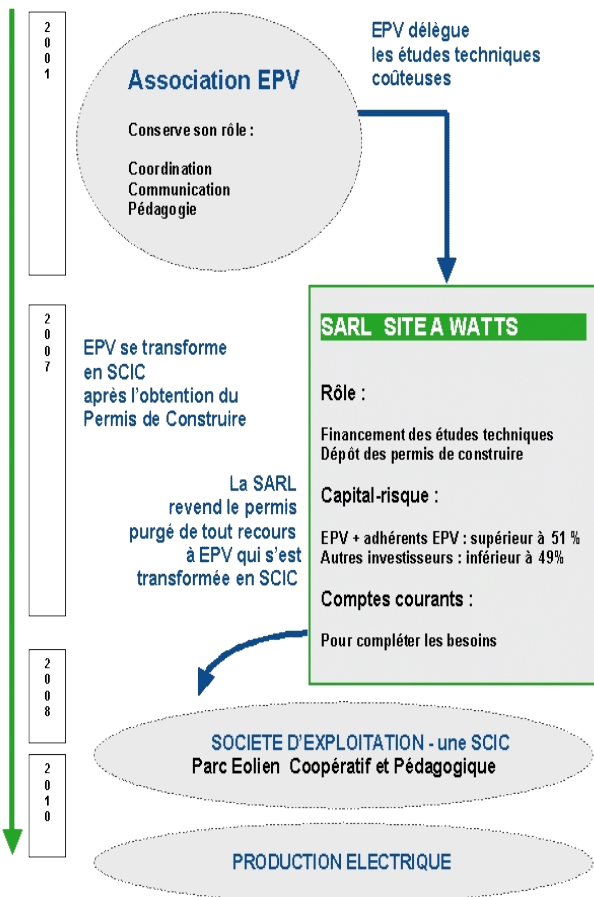 2001
EPV délègue
les études techniques
coûteuses
Association EPV
Conserve son rôle :
Coordination
Communication
Pédagogie
2007
EPV se transforme
en SCIC
après l'obtention du
Permis de Construire
SARL SITE A WATTS
Rôle :
Financement des études techniques
Dépôt des permis de construire
Capital-risque :
EPV + adhérents EPV : supérieur à 51 %
Autres investisseurs : inférieur à 49%
Comptes courants :
Pour compléter les besoins
La SARL
revend le permis
purgé de tout recours
à EPV qui s'est
transformée en SCIC
2008
SOCIETE D'EXPLOITATION - une SCIC
Parc Eolien Coopératif et Pédagogique
2010
PRODUCTION ELECTRIQUE